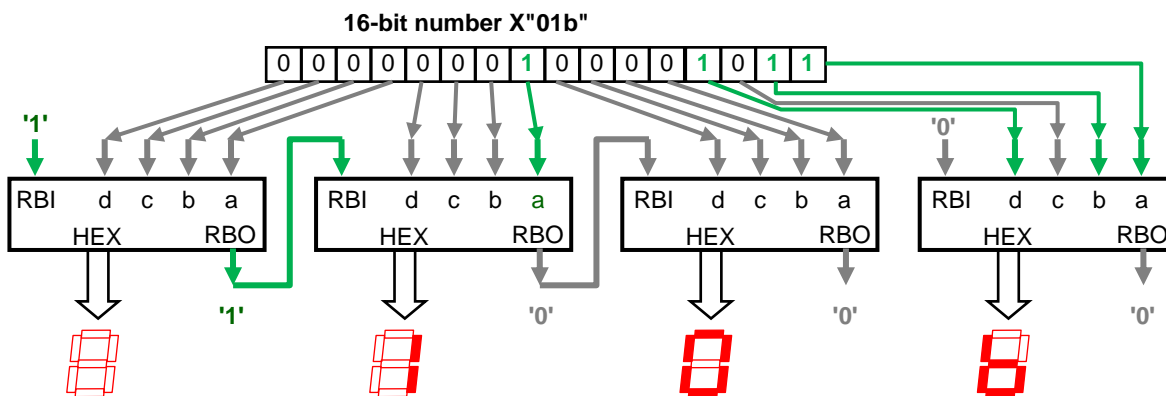 16-bit number X"01b"
0 0 0 0 0 0 0 1 0 0 0 0 1 0 1 1
'1' '0'
RBI d c b a RBI d c b a RBI d c b a RBI d c b a
HEX RBO HEX RBO HEX RBO HEX RBO
'1' '0' '0' '0'